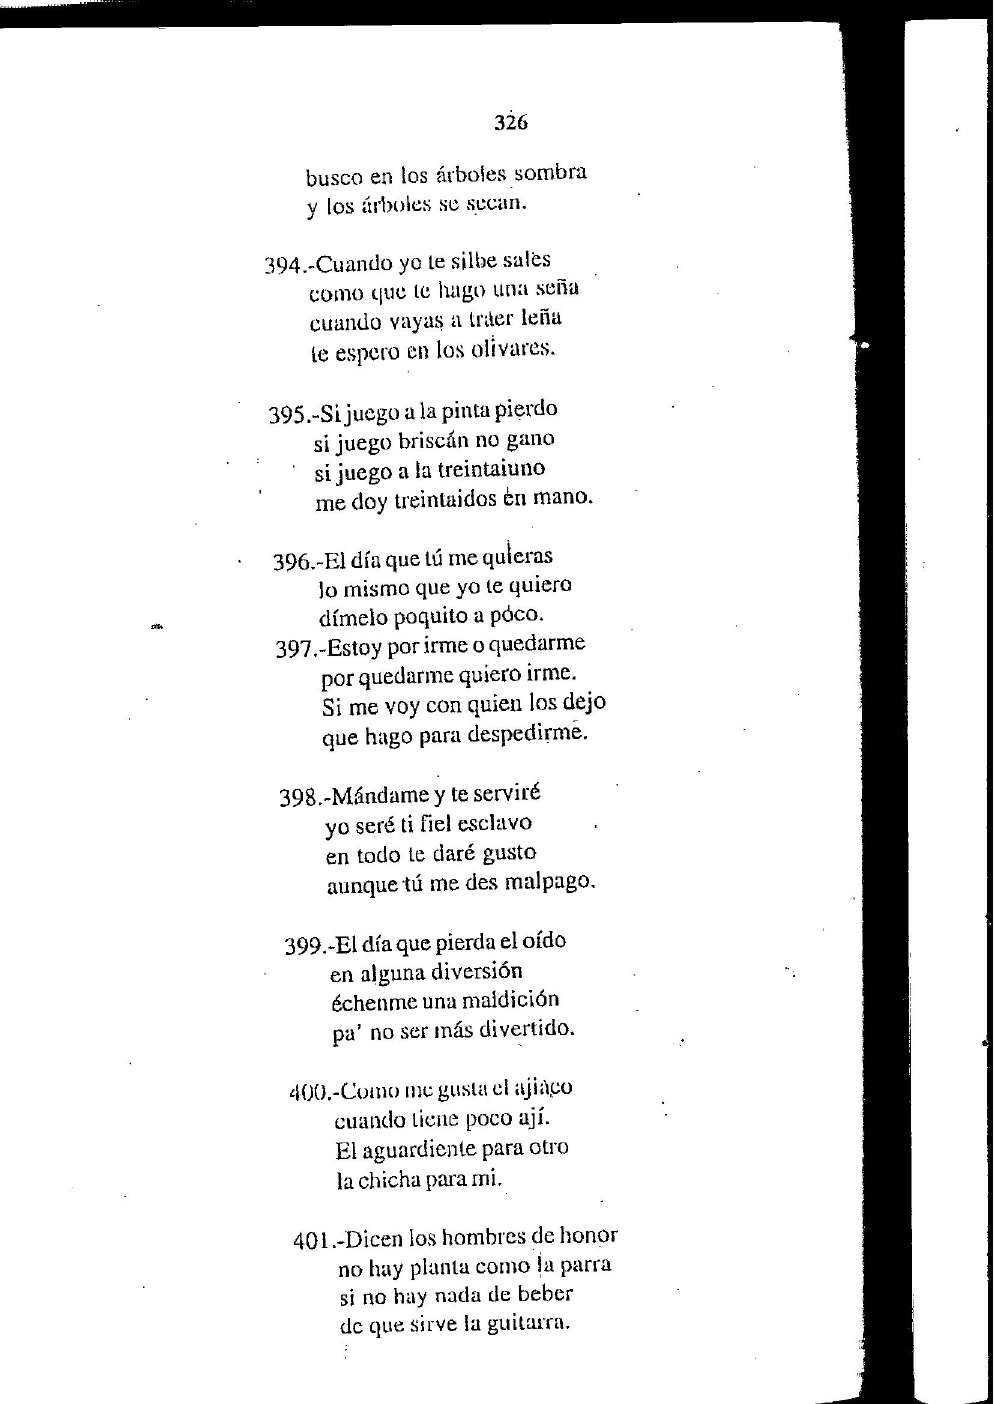 326
busco en los árboles sombra
y los árboles se secan.
394.-Cuando yo te silbe sales
como que te hago una seña
cuando vayas a traer leña
te espero en los olivares.
395.-Si juego a la pinta pierdo
si juego briscán no gano
si juego a la treintaiuno
me doy treintaidos en mano.
396.-El día que tú me quieras
lo mismo que yo te quiero
dímelo poquito a poco.
397.-Estoy por irme o quedarme
por quedarme quiero irme.
Si me voy con quien los dejo
que hago para despedirme.
398.-Mándame y te serviré
yo seré ti fiel esclavo
en todo te daré gusto
aunque tú me des malpago.
399.-El día que pierda el oído
en alguna diversión
échenme una maldición
pa' no ser más divertido.
400.-Como me gusta el ajiaco
cuando tiene poco ají.
El aguardiente para otro
la chicha para mi.
401.-Dicen los hombres de honor
no hay planta como la parra
si no hay nada de beber
de que sirve la guitarra.